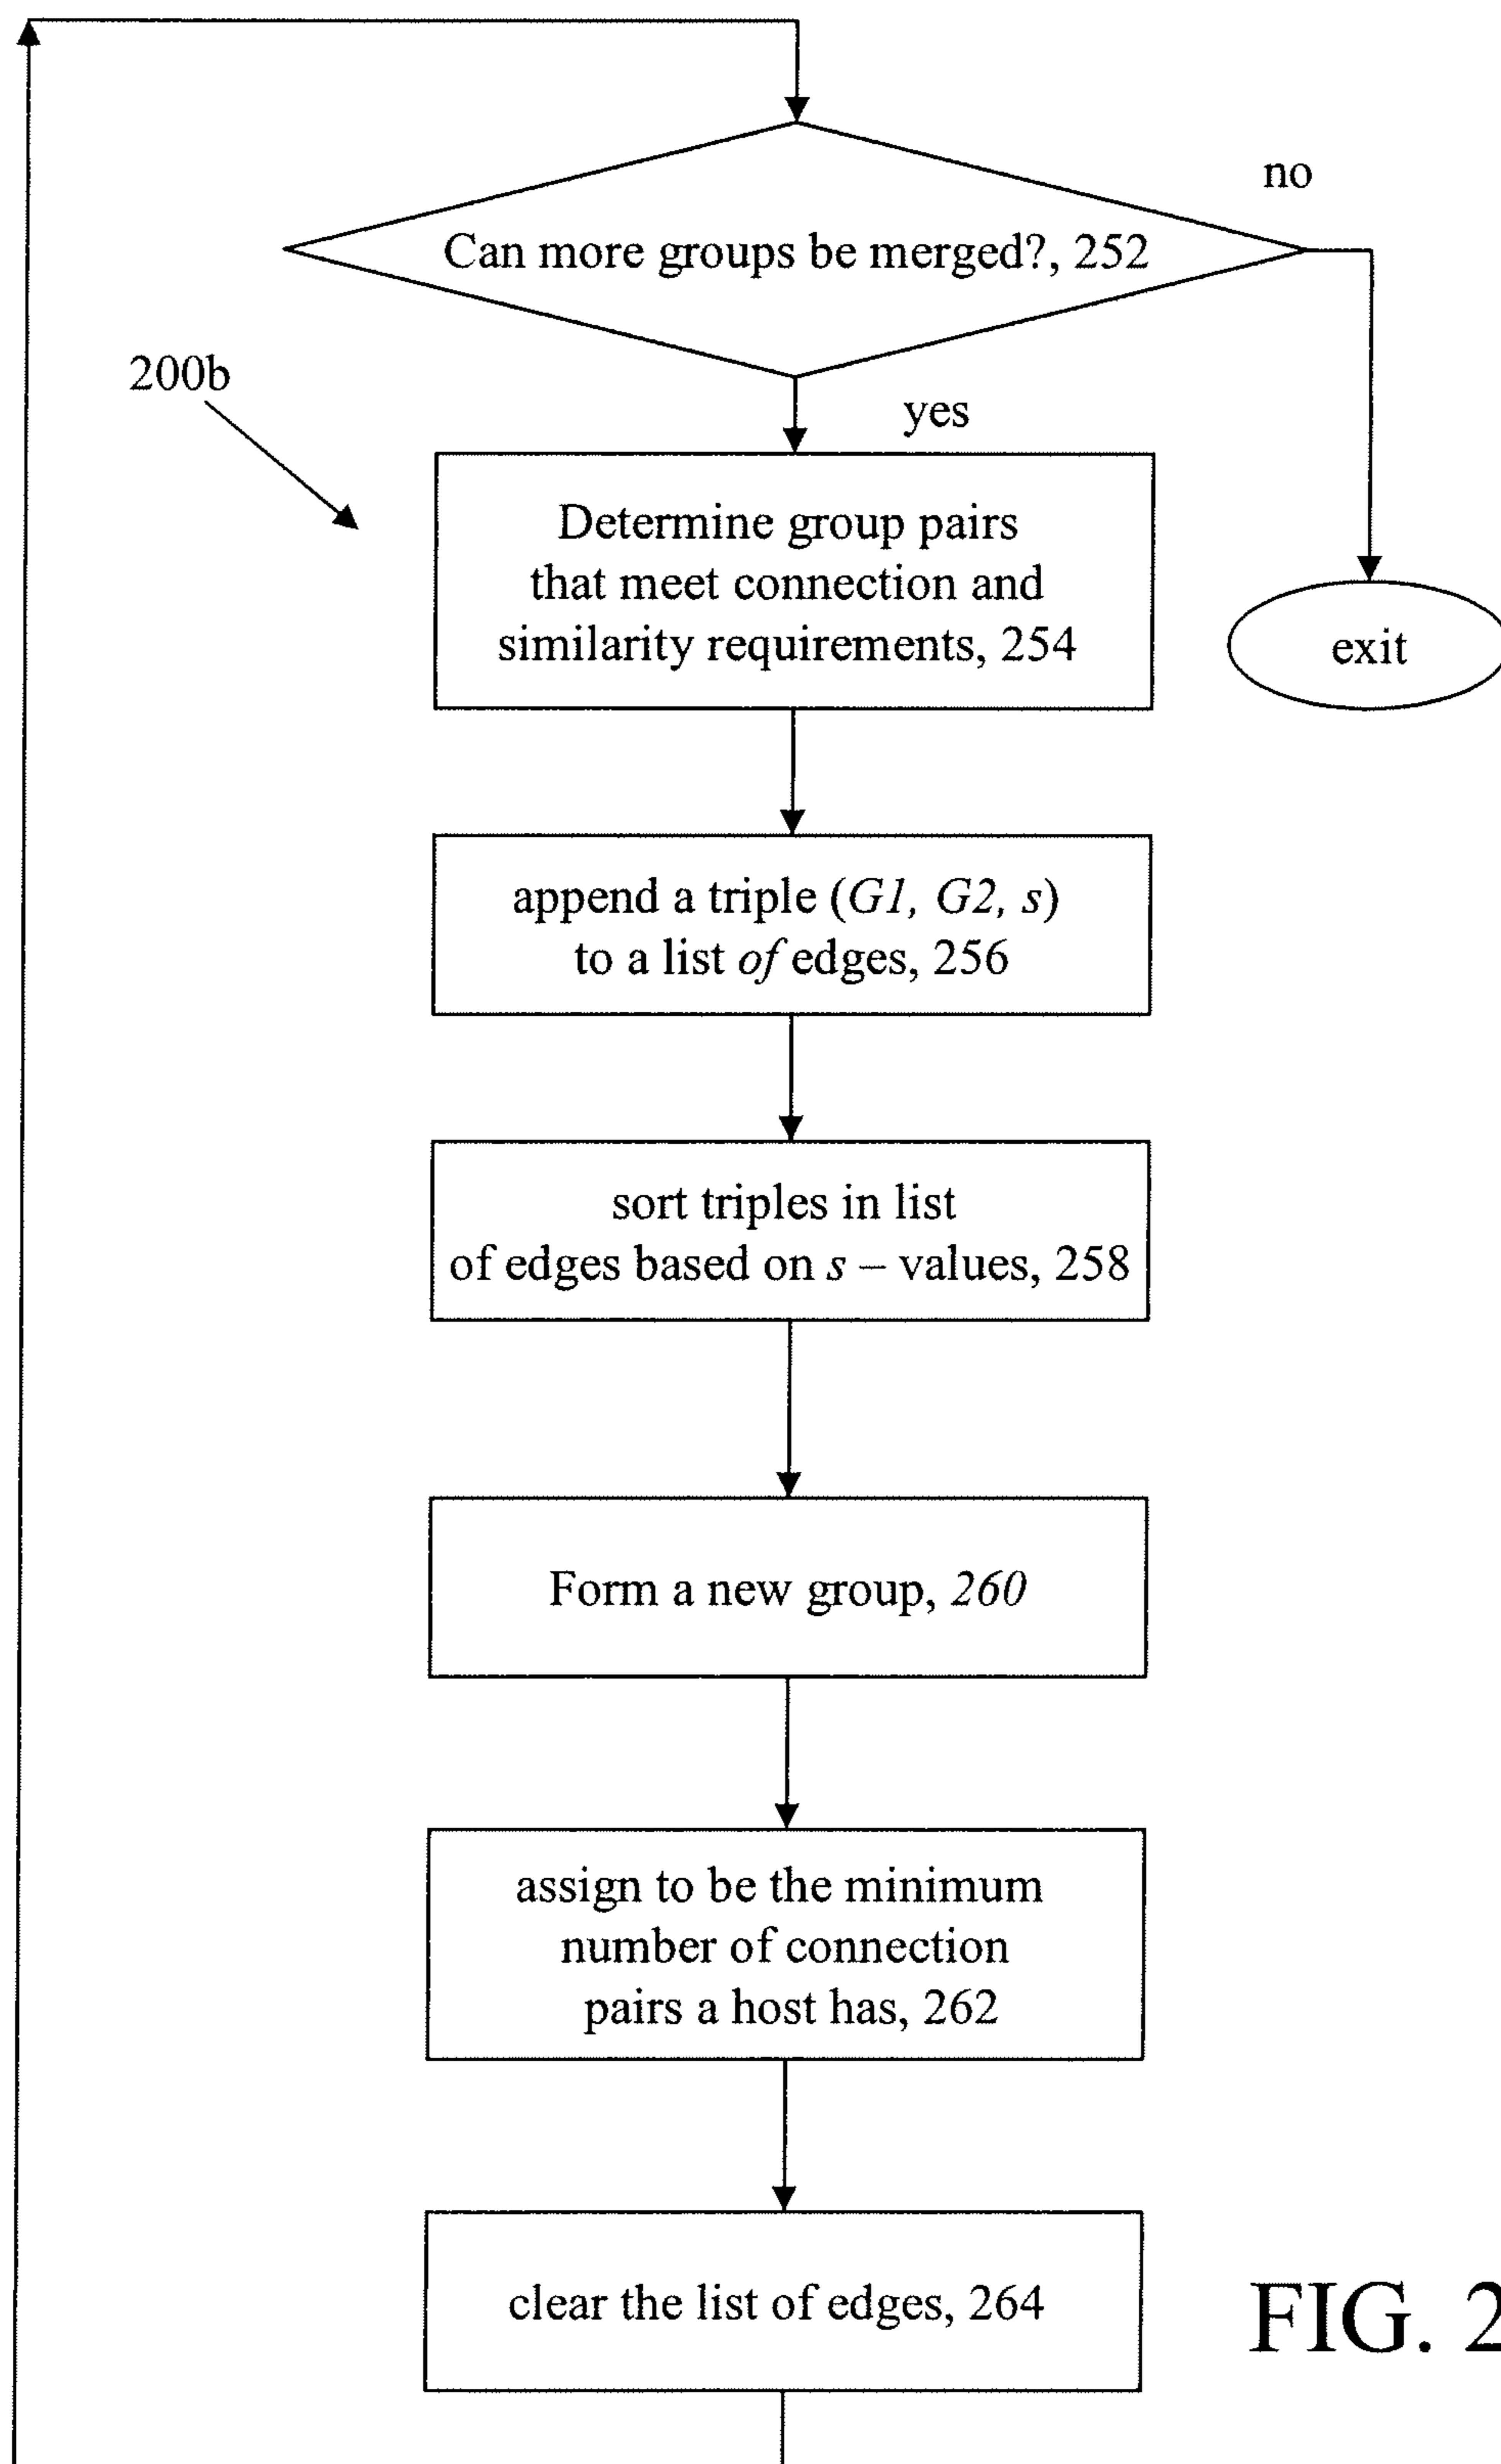 no
Can more groups be merged?, 252
200b
yes
Determine group pairs
that meet connection and
similarity requirements, 254
exit
append a triple (G1, G2, s)
to a list of edges, 256
sort triples in list
of edges based on s – values, 258
Form a new group, 260
assign to be the minimum
number of connection
pairs a host has, 262
clear the list of edges, 264
FIG. 2